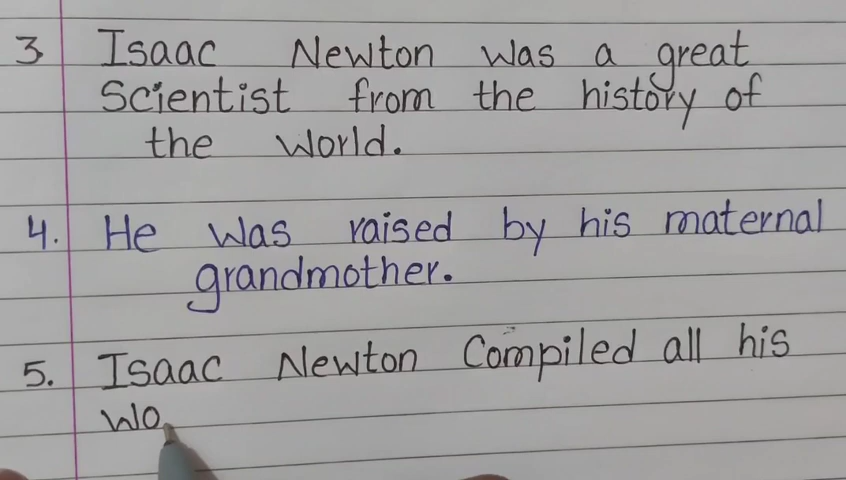 3 Isaac Newton was a great
Scientist from the history of
the World.
4. He was raised by his maternal
grandmother.
5. Isaac Newton Compiled all his
Wo